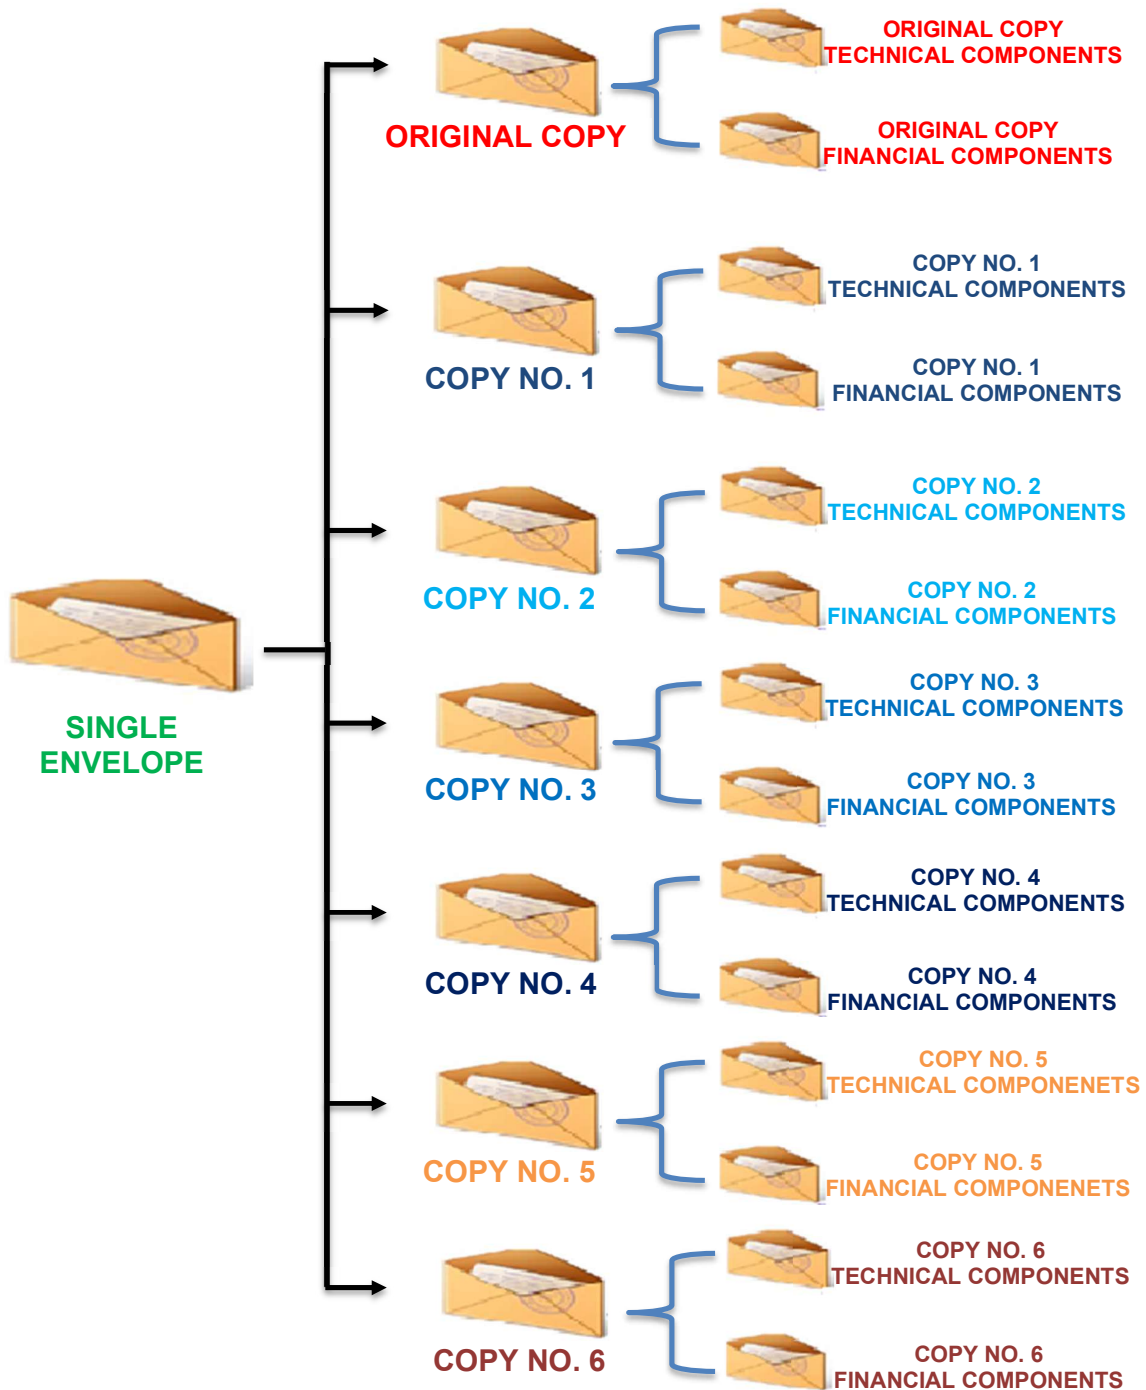 ORIGINAL COPY
TECHNICAL COMPONENTS
ORIGINAL COPY
ORIGINAL COPY
FINANCIAL COMPONENTS
COPY NO. 1
TECHNICAL COMPONENTS
COPY NO. 1
COPY NO. 1
FINANCIAL COMPONENTS
COPY NO. 2
TECHNICAL COMPONENTS
COPY NO. 2
COPY NO. 2
FINANCIAL COMPONENTS
SINGLE
ENVELOPE
COPY NO. 3
TECHNICAL COMPONENTS
COPY NO. 3
COPY NO. 3
FINANCIAL COMPONENTS
COPY NO. 4
TECHNICAL COMPONENTS
COPY NO. 4
COPY NO. 4
FINANCIAL COMPONENTS
COPY NO. 5
TECHNICAL COMPONENETS
COPY NO. 5
COPY NO. 5
FINANCIAL COMPONENETS
COPY NO. 6
TECHNICAL COMPONENTS
COPY NO. 6
COPY NO. 6
FINANCIAL COMPONENTS